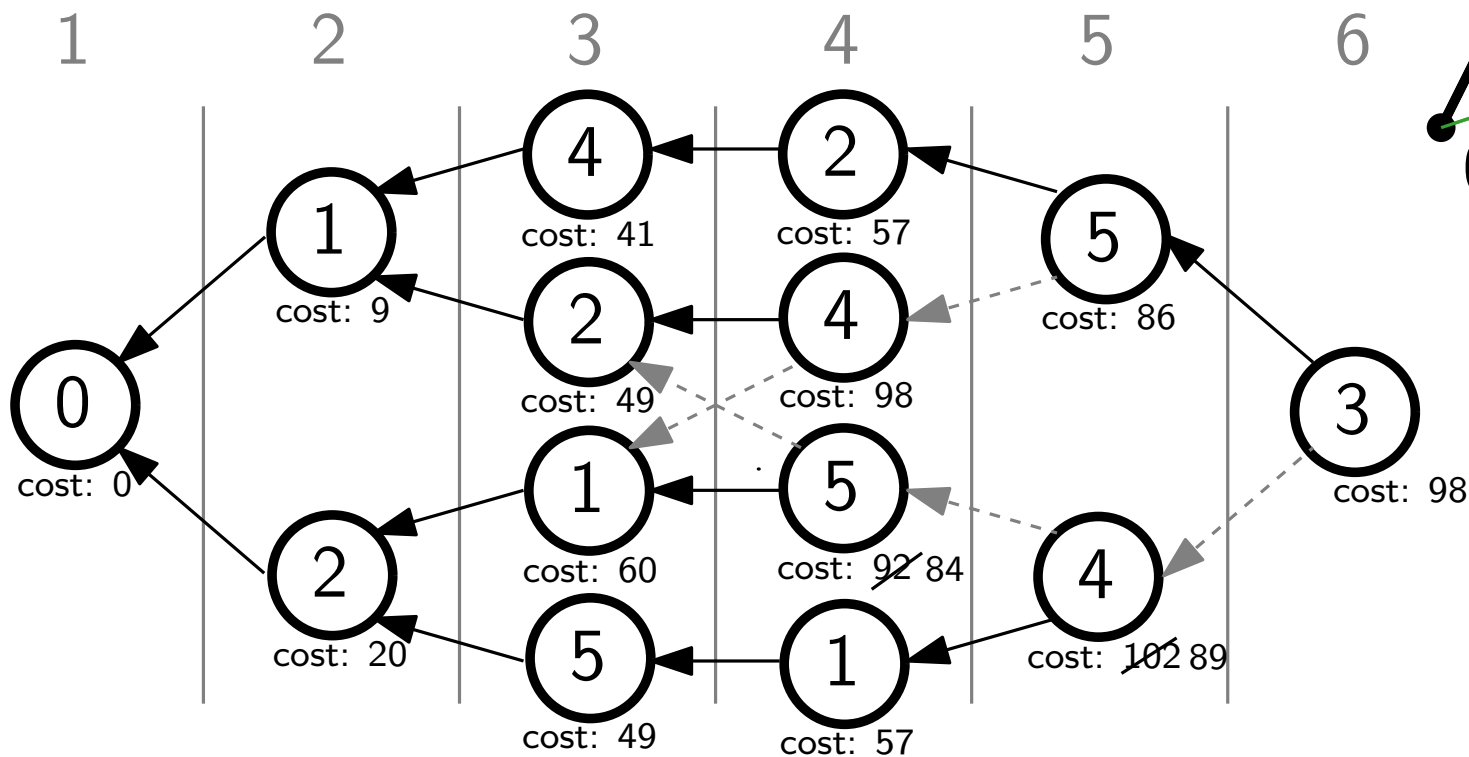 1 2 3 4 5 6
4 2
cost: 41 cost: 57
1 5
cost: 9 cost: 86
2 4
cost: 49 cost: 98
0 3
cost: 0 cost: 98
1 5
cost: 60 cost: 92 84
2 4
cost: 20 cost: 102 89
5 1
cost: 49 cost: 57